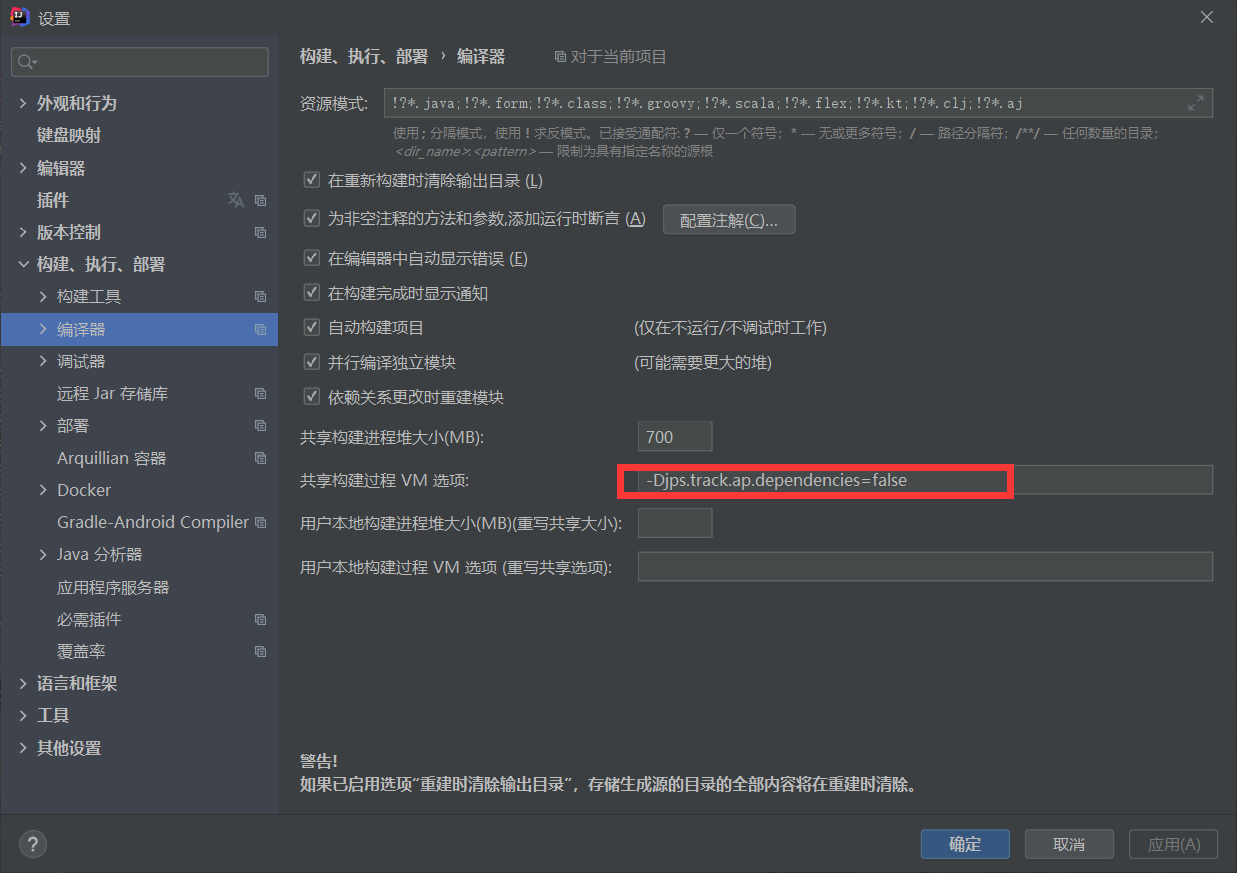 设置
外观和行为
键盘映射
编辑器
插件
版本控制
构建、执行、部署
构建工具
编译器
调试器
远程 Jar 存储库
部署
Arquillian 容器
Docker
Gradle-Android Compiler
Java 分析器
应用程序服务器
必需插件
覆盖率
语言和框架
工具
其他设置
构建、执行、部署 › 编译器 对于当前项目
资源模式: !?*.java;!?*.form;!?*.class;!?*.groovy;!?*.scala;!?*.flex;!?*.kt;!?*.clj;!?*.aj
使用 ; 分隔模式，使用 ! 求反模式。已接受通配符: ? — 仅一个符号；* — 无或更多符号；/ — 路径分隔符；/**/ — 任何数量的目录；
<dir_name>:<pattern> — 限制为具有指定名称的源根
在重新构建时清除输出目录 (L)
为非空注释的方法和参数,添加运行时断言 (A) 配置注解(C)...
在编辑器中自动显示错误 (E)
在构建完成时显示通知
自动构建项目 (仅在不运行/不调试时工作)
并行编译独立模块 (可能需要更大的堆)
依赖关系更改时重建模块
共享构建进程堆大小(MB): 700
共享构建过程 VM 选项: -Djps.track.ap.dependencies=false
用户本地构建进程堆大小(MB)(重写共享大小):
用户本地构建过程 VM 选项 (重写共享选项):
警告!
如果已启用选项“重建时清除输出目录”，存储生成源的目录的全部内容将在重建时清除。
? 确定 取消 应用(A)